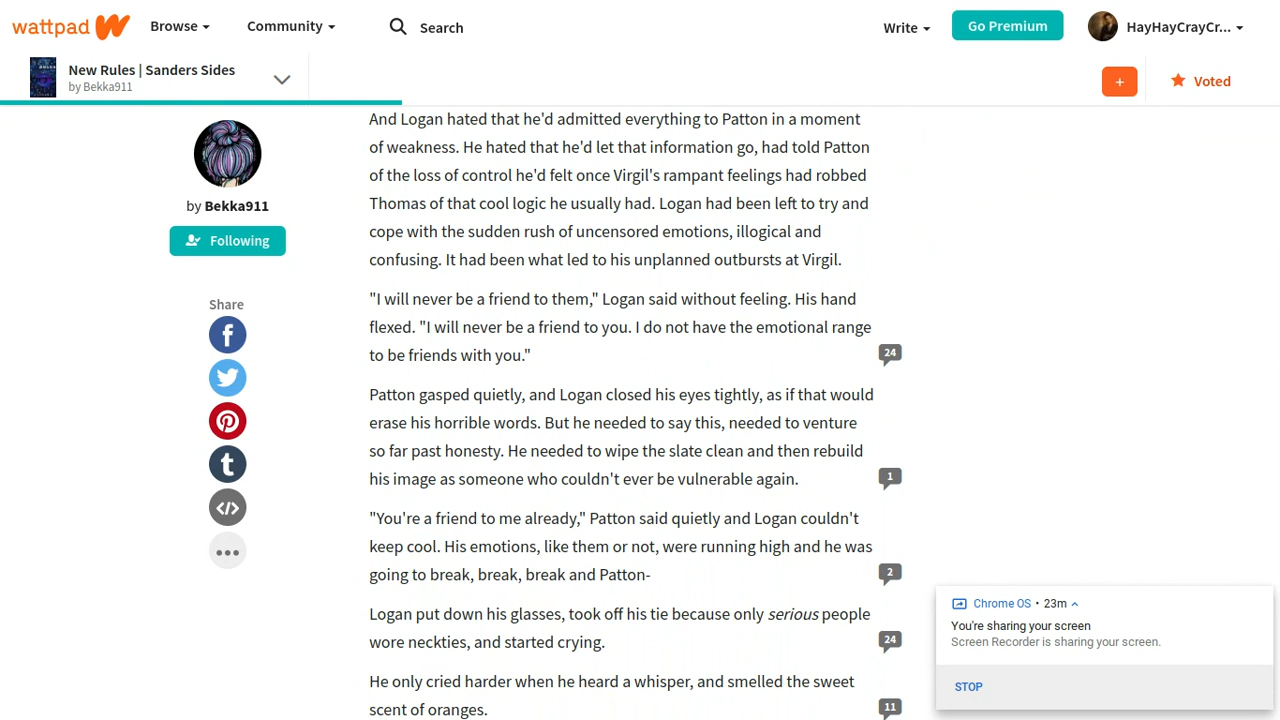 wattpad
Browse
Community
Search
Write
Go Premium
HayHayCrayCr...
New Rules | Sanders Sides
by Bekka911
+
Voted
by Bekka911
Following
Share
And Logan hated that he'd admitted everything to Patton in a moment
of weakness. He hated that he'd let that information go, had told Patton
of the loss of control he'd felt once Virgil's rampant feelings had robbed
Thomas of that cool logic he usually had. Logan had been left to try and
cope with the sudden rush of uncensored emotions, illogical and
confusing. It had been what led to his unplanned outbursts at Virgil.
"I will never be a friend to them," Logan said without feeling. His hand
flexed. "I will never be a friend to you. I do not have the emotional range
to be friends with you."
24
Patton gasped quietly, and Logan closed his eyes tightly, as if that would
erase his horrible words. But he needed to say this, needed to venture
so far past honesty. He needed to wipe the slate clean and then rebuild
his image as someone who couldn't ever be vulnerable again.
1
"You're a friend to me already," Patton said quietly and Logan couldn't
keep cool. His emotions, like them or not, were running high and he was
going to break, break, break and Patton-
2
Logan put down his glasses, took off his tie because only serious people
wore neckties, and started crying.
24
He only cried harder when he heard a whisper, and smelled the sweet
scent of oranges.
11
Chrome OS • 23m
You're sharing your screen
Screen Recorder is sharing your screen.
STOP